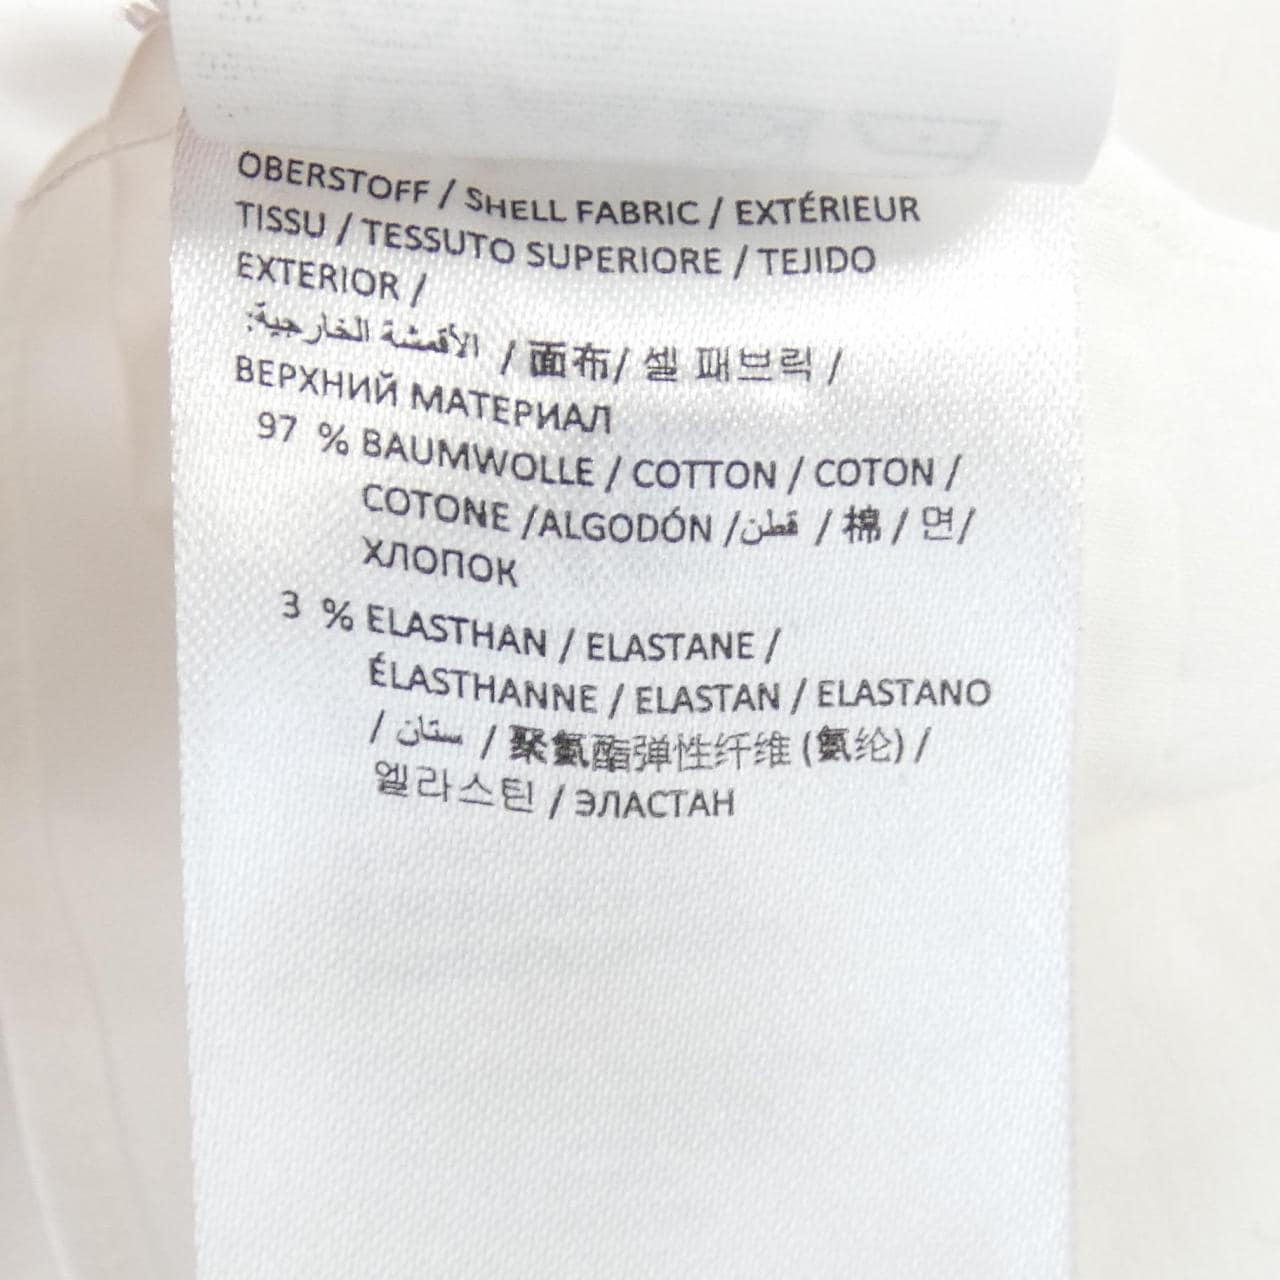 OBERSTOFF / SHELL FABRIC / EXTÉRIEUR
TISSU / TESSUTO SUPERIORE / TEJIDO
EXTERIOR /
الأقمشة الخارجية: / 面布/ 셸 패브릭 /
ВЕРХНИЙ МАТЕРИАЛ
97 % BAUMWOLLE / COTTON / COTON /
COTONE /ALGODÓN /قطن / 棉 / 면/
ХЛОПОК
3 % ELASTHAN / ELASTANE /
ÉLASTHANNE / ELASTAN / ELASTANO
/ ستان / 聚氨酯弹性纤维 (氨纶) /
엘라스틴 / ЭЛАСТАН